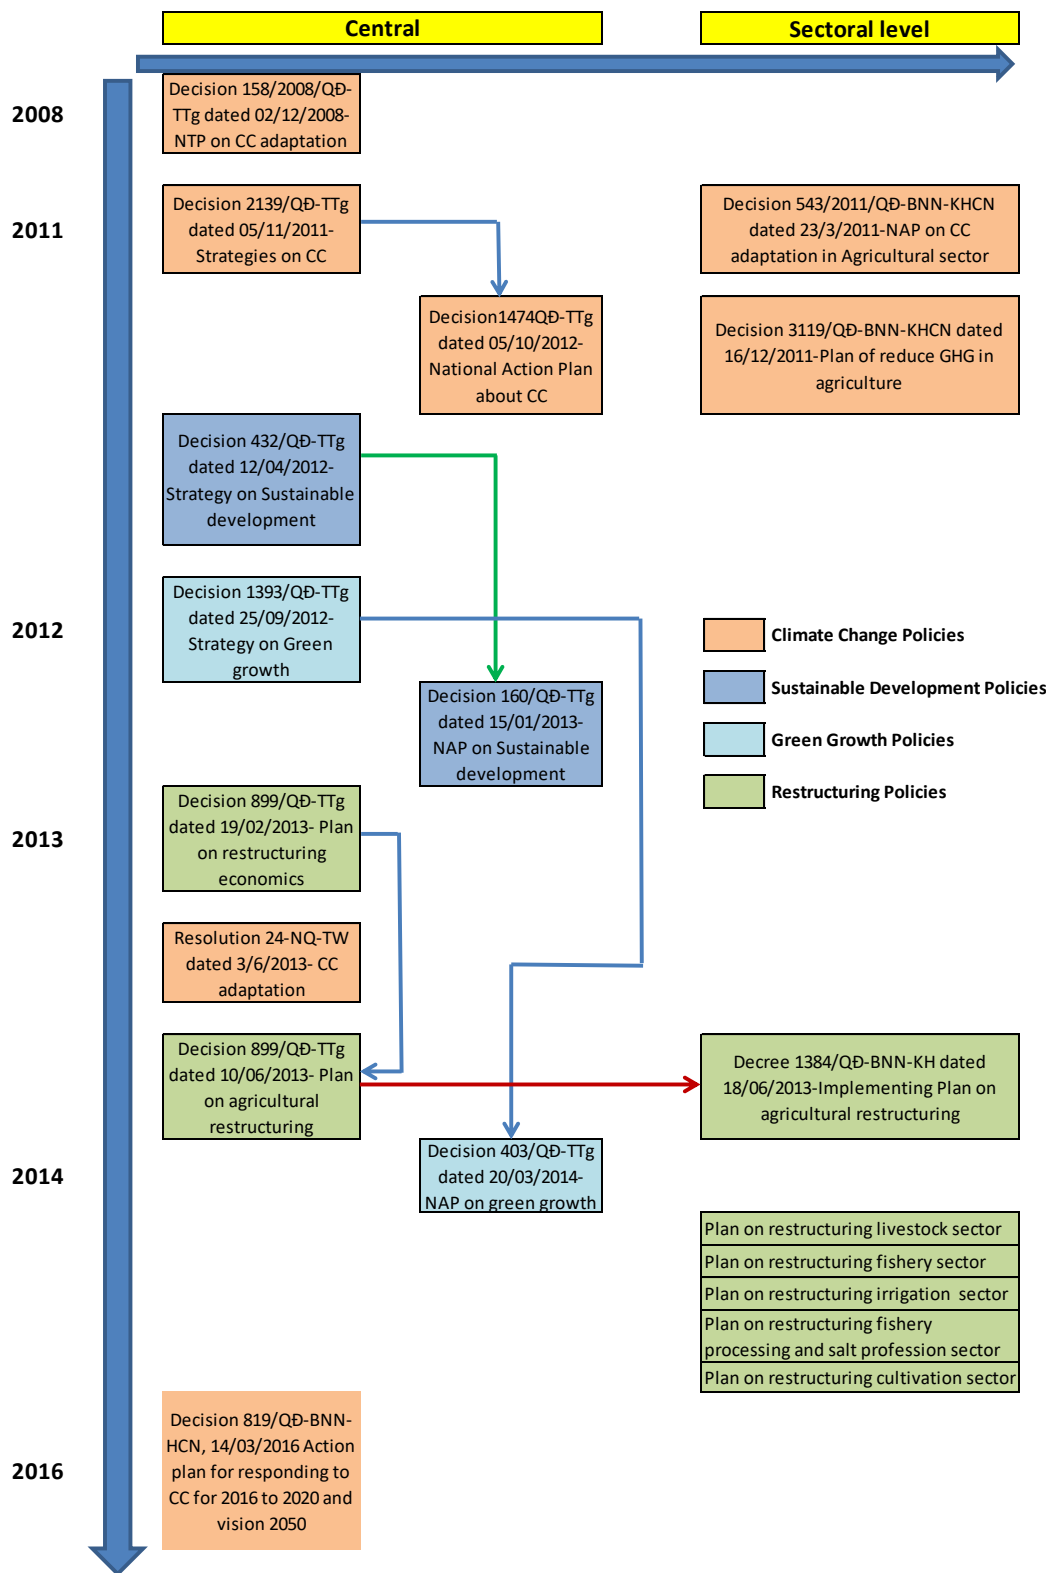 Central
Sectoral level
2008
Decision 158/2008/QĐ-
TTg dated 02/12/2008-
NTP on CC adaptation
2011
Decision 2139/QĐ-TTg
dated 05/11/2011-
Strategies on CC
Decision 543/2011/QĐ-BNN-KHCN
dated 23/3/2011-NAP on CC
adaptation in Agricultural sector
Decision1474QĐ-TTg
dated 05/10/2012-
National Action Plan
about CC
Decision 3119/QĐ-BNN-KHCN dated
16/12/2011-Plan of reduce GHG in
agriculture
Decision 432/QĐ-TTg
dated 12/04/2012-
Strategy on Sustainable
development
2012
Decision 1393/QĐ-TTg
dated 25/09/2012-
Strategy on Green
growth
Climate Change Policies
Sustainable Development Policies
Green Growth Policies
Restructuring Policies
Decision 160/QĐ-TTg
dated 15/01/2013-
NAP on Sustainable
development
2013
Decision 899/QĐ-TTg
dated 19/02/2013- Plan
on restructuring
economics
Resolution 24-NQ-TW
dated 3/6/2013- CC
adaptation
Decision 899/QĐ-TTg
dated 10/06/2013- Plan
on agricultural
restructuring
Decree 1384/QĐ-BNN-KH dated
18/06/2013-Implementing Plan on
agricultural restructuring
2014
Decision 403/QĐ-TTg
dated 20/03/2014-
NAP on green growth
Plan on restructuring livestock sector
Plan on restructuring fishery sector
Plan on restructuring irrigation  sector
Plan on restructuring fishery
processing and salt profession sector
Plan on restructuring cultivation sector
2016
Decision 819/QĐ-BNN-
HCN, 14/03/2016 Action
plan for responding to
CC for 2016 to 2020 and
vision 2050